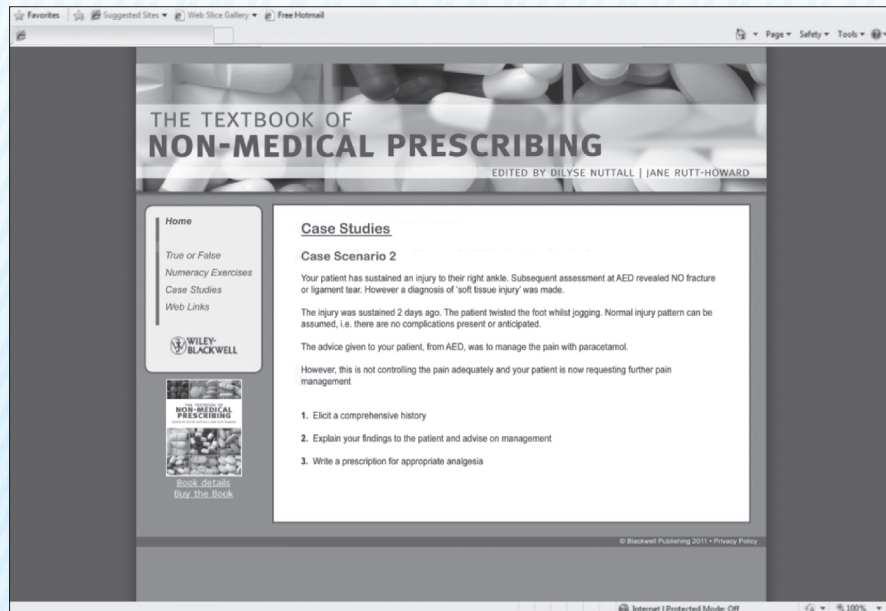 Favorites Suggested Sites Web Slice Gallery Free Hotmail
Page Safety Tools
THE TEXTBOOK OF
NON-MEDICAL PRESCRIBING
EDITED BY DILYSE NUTTALL | JANE RUTT-HOWARD
Home
True or False
Numeracy Exercises
Case Studies
Web Links
WILEY-
BLACKWELL
THE TEXTBOOK OF
NON-MEDICAL
PRESCRIBING
Book details
Buy the Book
Case Studies
Case Scenario 2
Your patient has sustained an injury to their right ankle. Subsequent assessment at AED revealed NO fracture
or ligament tear. However a diagnosis of 'soft tissue injury' was made.
The injury was sustained 2 days ago. The patient twisted the foot whilst jogging. Normal injury pattern can be
assumed, i.e. there are no complications present or anticipated.
The advice given to your patient, from AED, was to manage the pain with paracetamol.
However, this is not controlling the pain adequately and your patient is now requesting further pain
management
1. Elicit a comprehensive history
2. Explain your findings to the patient and advise on management
3. Write a prescription for appropriate analgesia
© Blackwell Publishing 2011 • Privacy Policy
Internet | Protected Mode: Off 100%